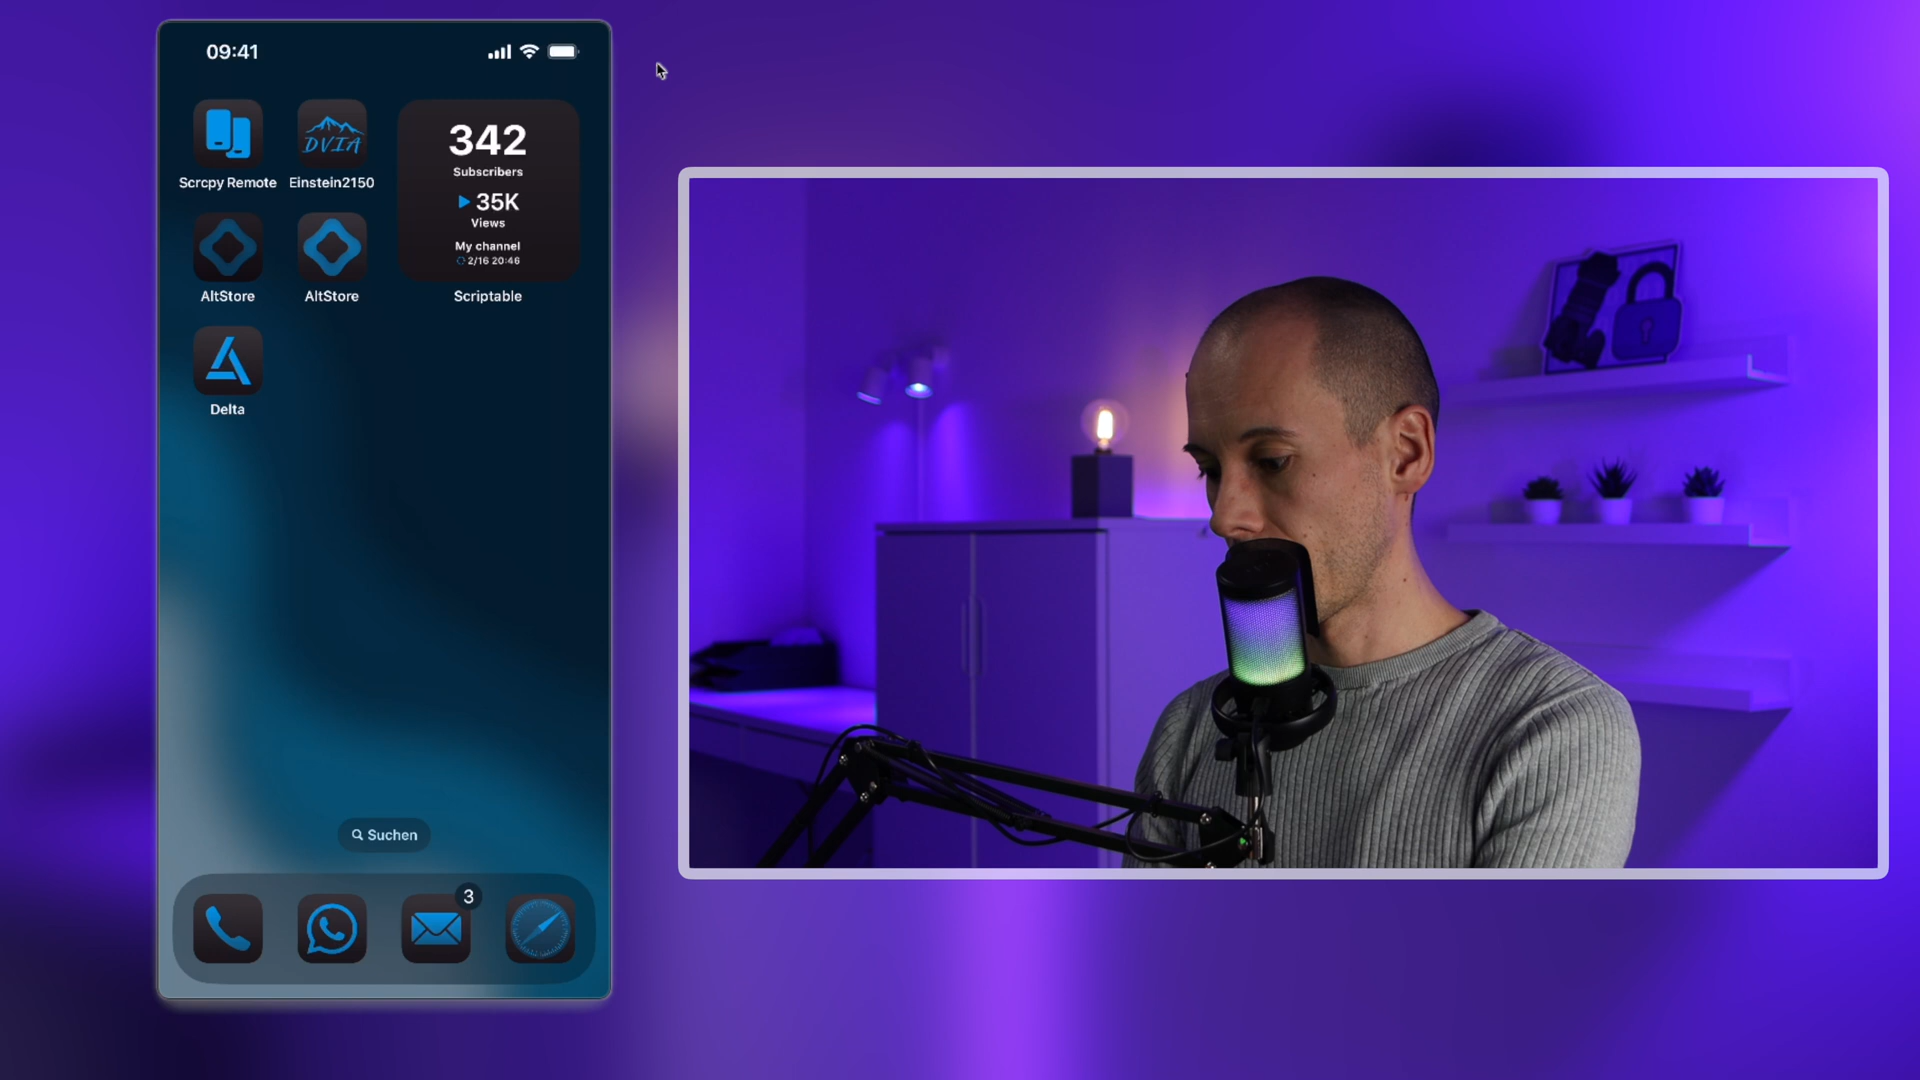 09:41
DVIA
Scrcpy Remote
Einstein2150
342
Subscribers
35K
Views
My channel
2/16 20:46
AltStore
AltStore
Scriptable
Delta
Suchen
3